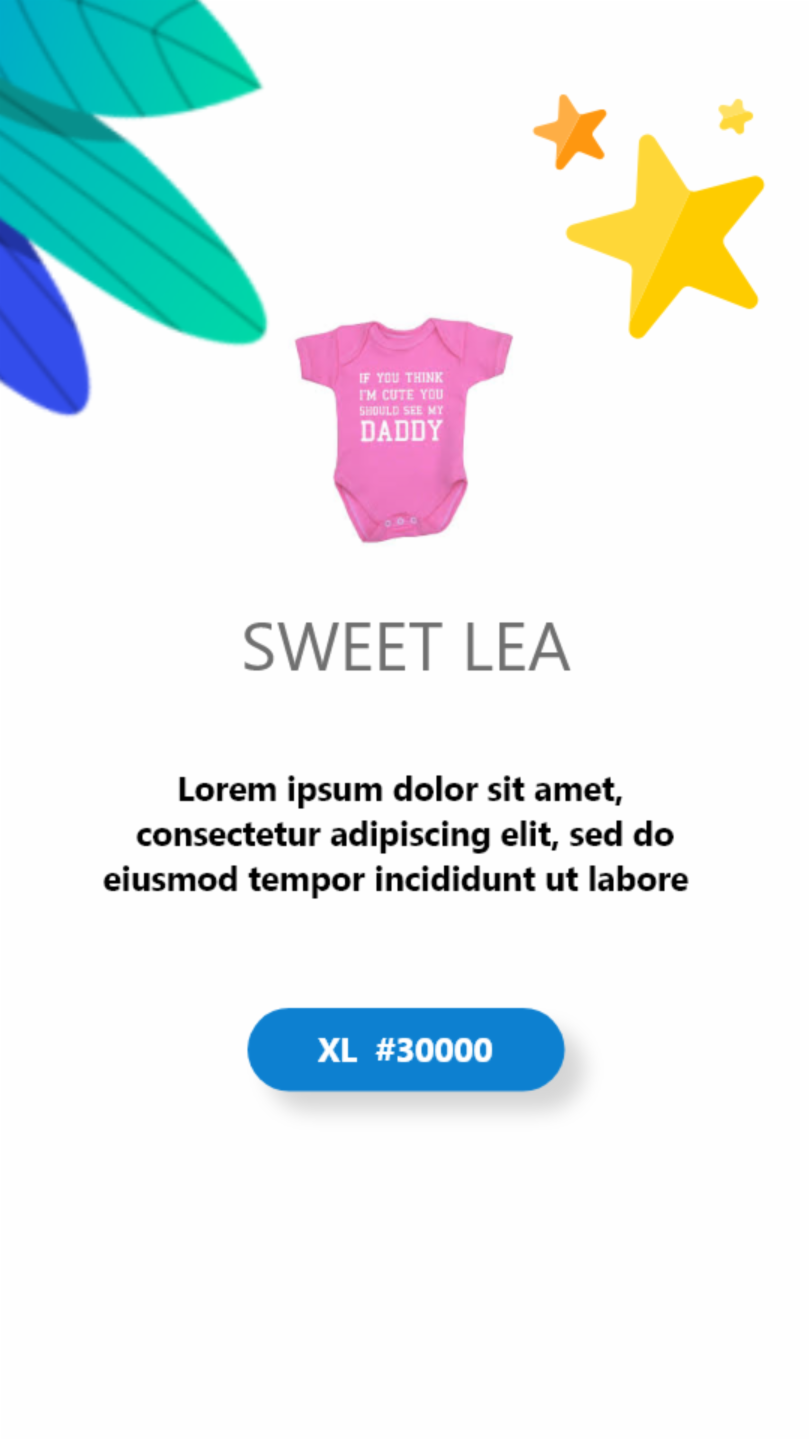 IF YOU THINK
I'M CUTE YOU
SHOULD SEE MY
DADDY
SWEET LEA
Lorem ipsum dolor sit amet,
consectetur adipiscing elit, sed do
eiusmod tempor incididunt ut labore
XL #30000